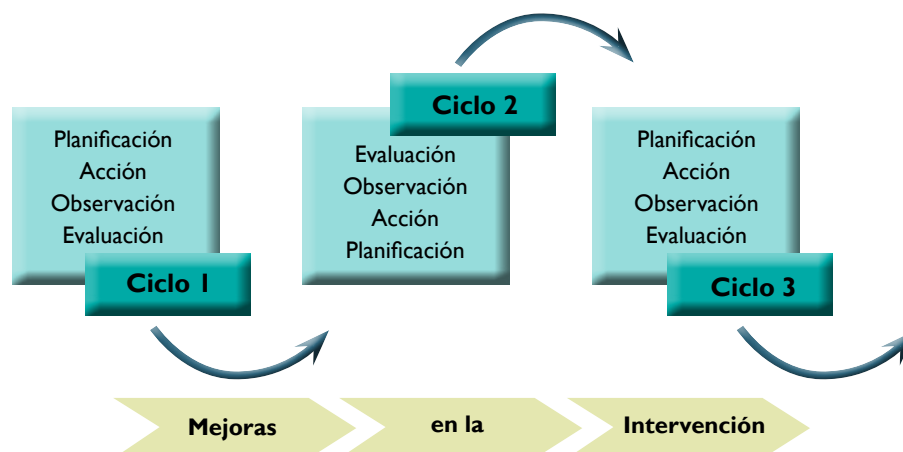 Planificación
Acción
Observación
Evaluación
Ciclo 1
Ciclo 2
Evaluación
Observación
Acción
Planificación
Planificación
Acción
Observación
Evaluación
Ciclo 3
Mejoras
en la
Intervención